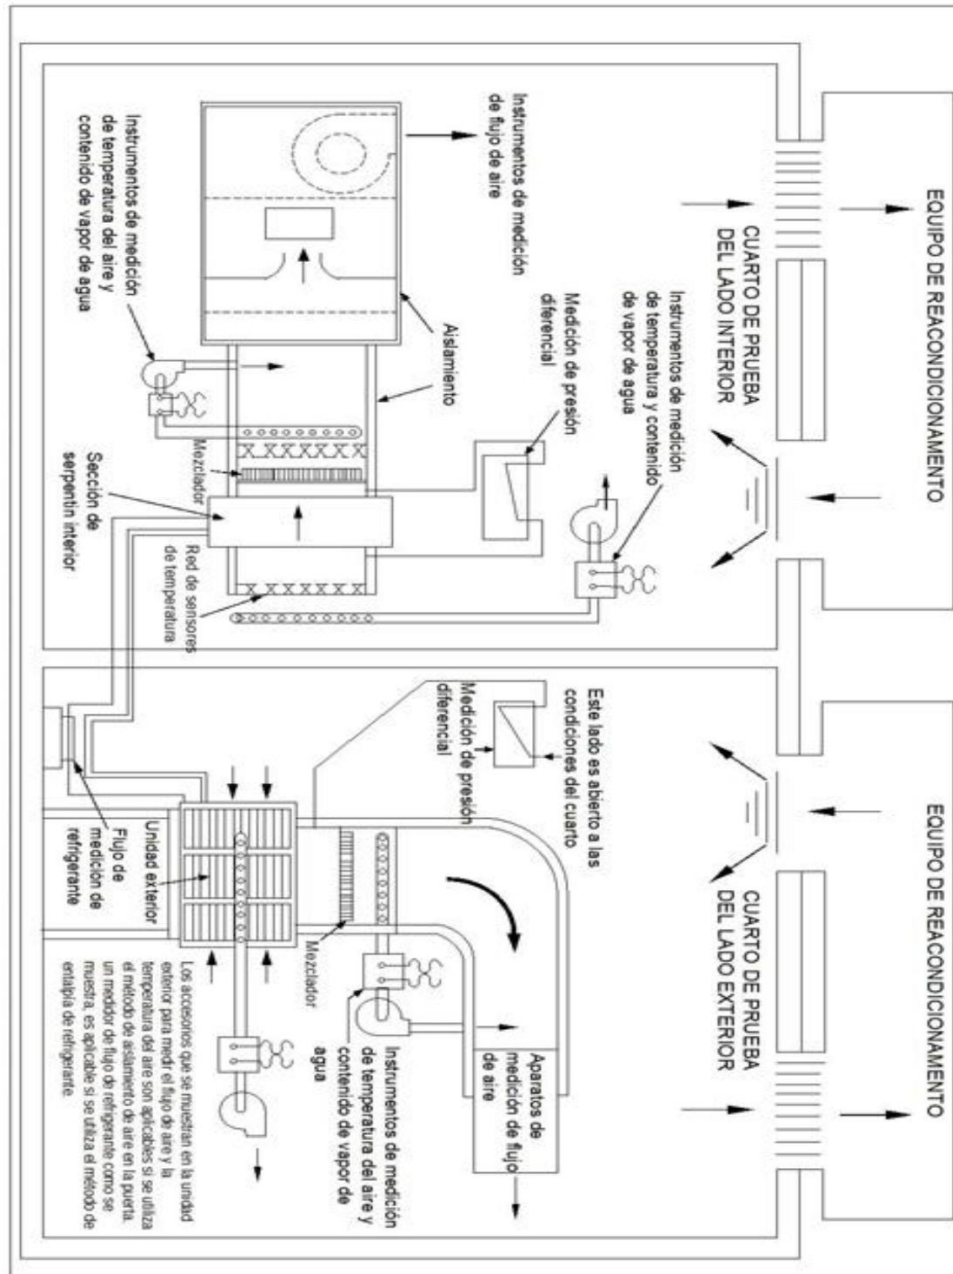 EQUIPO DE REACONDICIONAMENTO
EQUIPO DE REACONDICIONAMENTO
CUARTO DE PRUEBA
DEL LADO INTERIOR
CUARTO DE PRUEBA
DEL LADO EXTERIOR
Instrumentos de medición
de flujo de aire
Medición de presión
diferencial
Instrumentos de medición
de temperatura y contenido
de vapor de agua
Aislamiento
Instrumentos de medición
de temperatura del aire y
contenido de vapor de agua
Mezclador
Sección de
serpentin interior
Red de sensores
de temperatura
Este lado es abierto a las
condiciones del cuarto
Medición de presión
diferencial
Aparatos de
medición de flujo
de aire
Instrumentos de medición
de temperatura del aire y
contenido de vapor de
agua
Mezclador
Unidad exterior
Flujo de
medición de
refrigerante
Los accesorios que se muestran en la unidad
exterior para medir el flujo de aire y la
temperatura del aire son aplicables si se utiliza
el método de aislamiento de aire en la puerta.
un medidor de flujo de refrigerante como se
muestra, es aplicable si se utiliza el método de
entalpía de refrigerante.